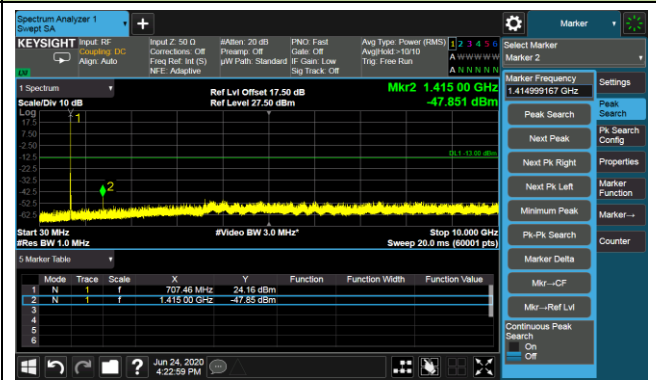 Spectrum Analyzer 1
Swept SA
Marker
KEYSIGHT
Input: RF
Coupling: DC
Align: Auto
Input Z: 50 Ω
Corrections: Off
Freq Ref: Int (S)
NFE: Adaptive
#Atten: 20 dB
Preamp: Off
µW Path: Standard
PNO: Fast
Gate: Off
IF Gain: Low
Sig Track: Off
Avg Type: Power (RMS)
Avg|Hold:>10/10
Trig: Free Run
1 2 3 4 5 6
A W W W W W
A N N N N N
Select Marker
Marker 2
Marker Frequency
1.414999167 GHz
Settings
Peak Search
Next Peak
Next Pk Right
Next Pk Left
Minimum Peak
Pk-Pk Search
Marker Delta
Mkr→CF
Mkr→Ref Lvl
Continuous Peak
Search
On
Off
Peak
Search
Pk Search
Config
Properties
Marker
Function
Marker→
Counter
1 Spectrum
Scale/Div 10 dB
Ref Lvl Offset 17.50 dB
Ref Level 27.50 dBm
Mkr2 1.415 00 GHz
-47.851 dBm
Log
17.5
7.50
-2.50
-12.5
-22.5
-32.5
-42.5
-52.5
-62.5
1
2
DL1 -13.00 dBm
Start 30 MHz
#Res BW 1.0 MHz
#Video BW 3.0 MHz*
Stop 10.000 GHz
Sweep 20.0 ms (60001 pts)
5 Marker Table
Mode Trace Scale X Y Function Function Width Function Value
1 N 1 f 707.46 MHz 24.16 dBm
2 N 1 f 1.415 00 GHz -47.85 dBm
3
4
5
6
?
Jun 24, 2020
4:22:59 PM